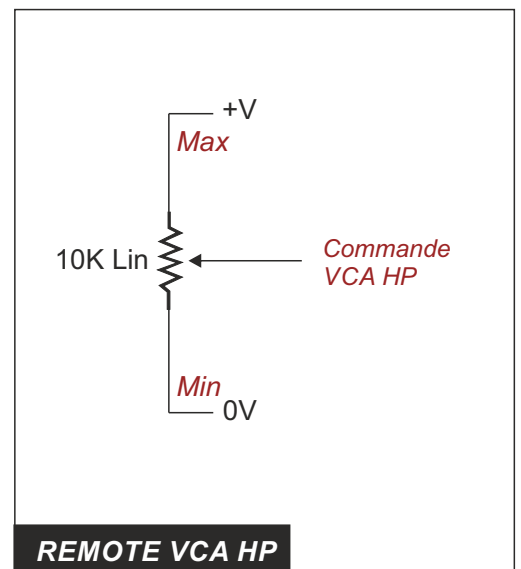 +V
Max
10K Lin
Commande
VCA HP
Min
0V
REMOTE VCA HP